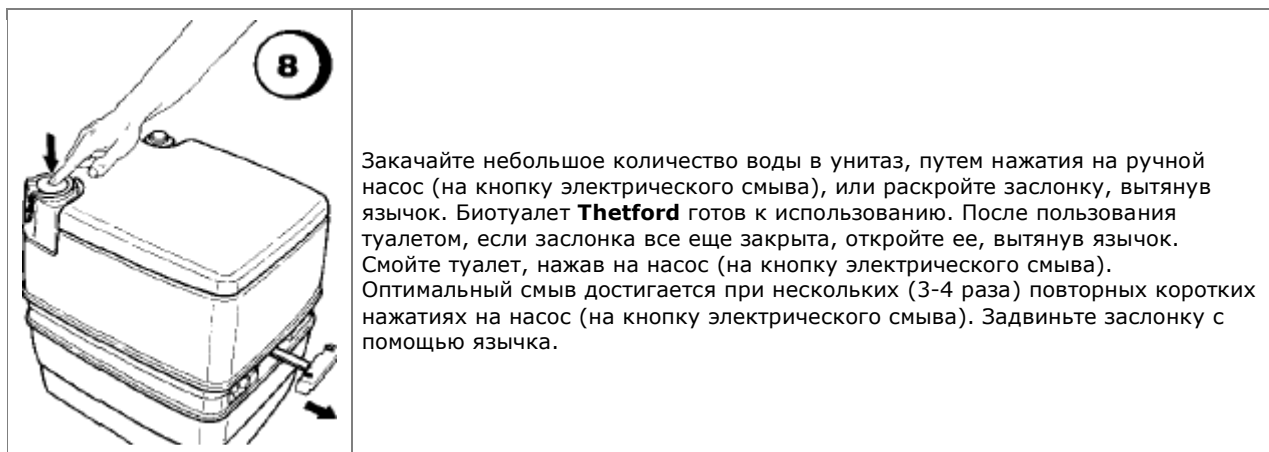 8
Закачайте небольшое количество воды в унитаз, путем нажатия на ручной
насос (на кнопку электрического смыва), или раскройте заслонку, вытянув
язычок. Биотуалет Thetford готов к использованию. После пользования
туалетом, если заслонка все еще закрыта, откройте ее, вытянув язычок.
Смойте туалет, нажав на насос (на кнопку электрического смыва).
Оптимальный смыв достигается при нескольких (3-4 раза) повторных коротких
нажатиях на насос (на кнопку электрического смыва). Задвиньте заслонку с
помощью язычка.